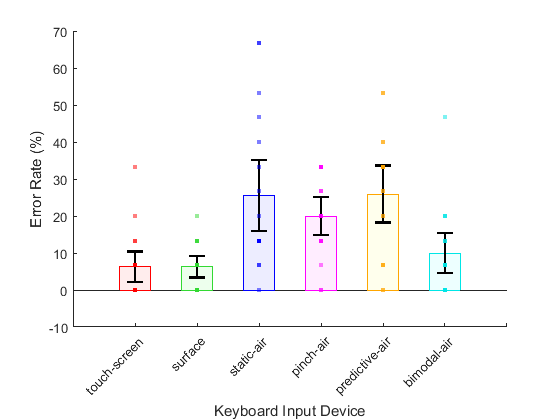 70
60
50
40
30
20
10
0
-10
Error Rate (%)
touch-screen
surface
static-air
pinch-air
predictive-air
bimodal-air
Keyboard Input Device